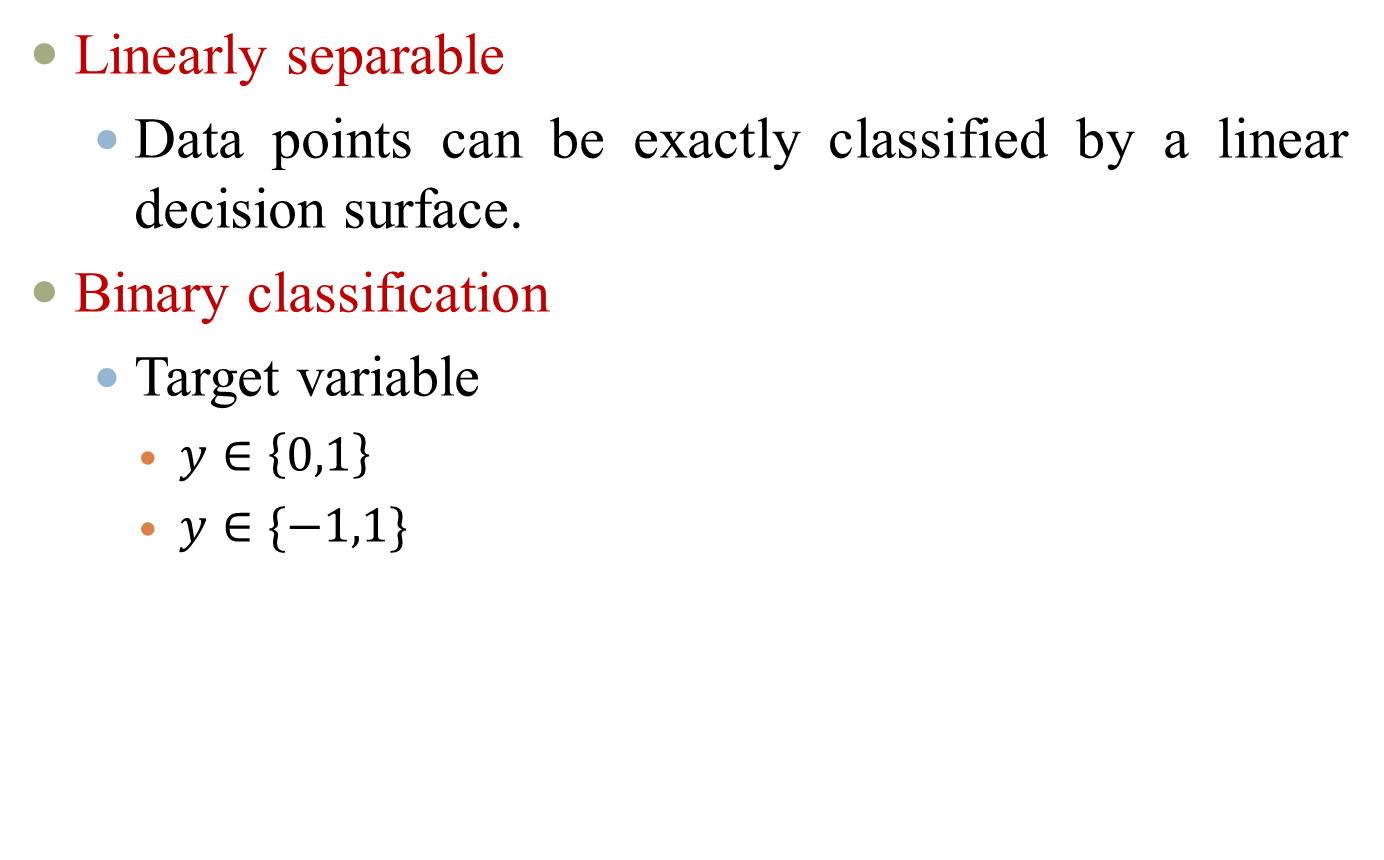 • Linearly separable
• Data points can be exactly classified by a linear
decision surface.
• Binary classification
• Target variable
• y ∈ {0,1}
• y ∈ {−1,1}